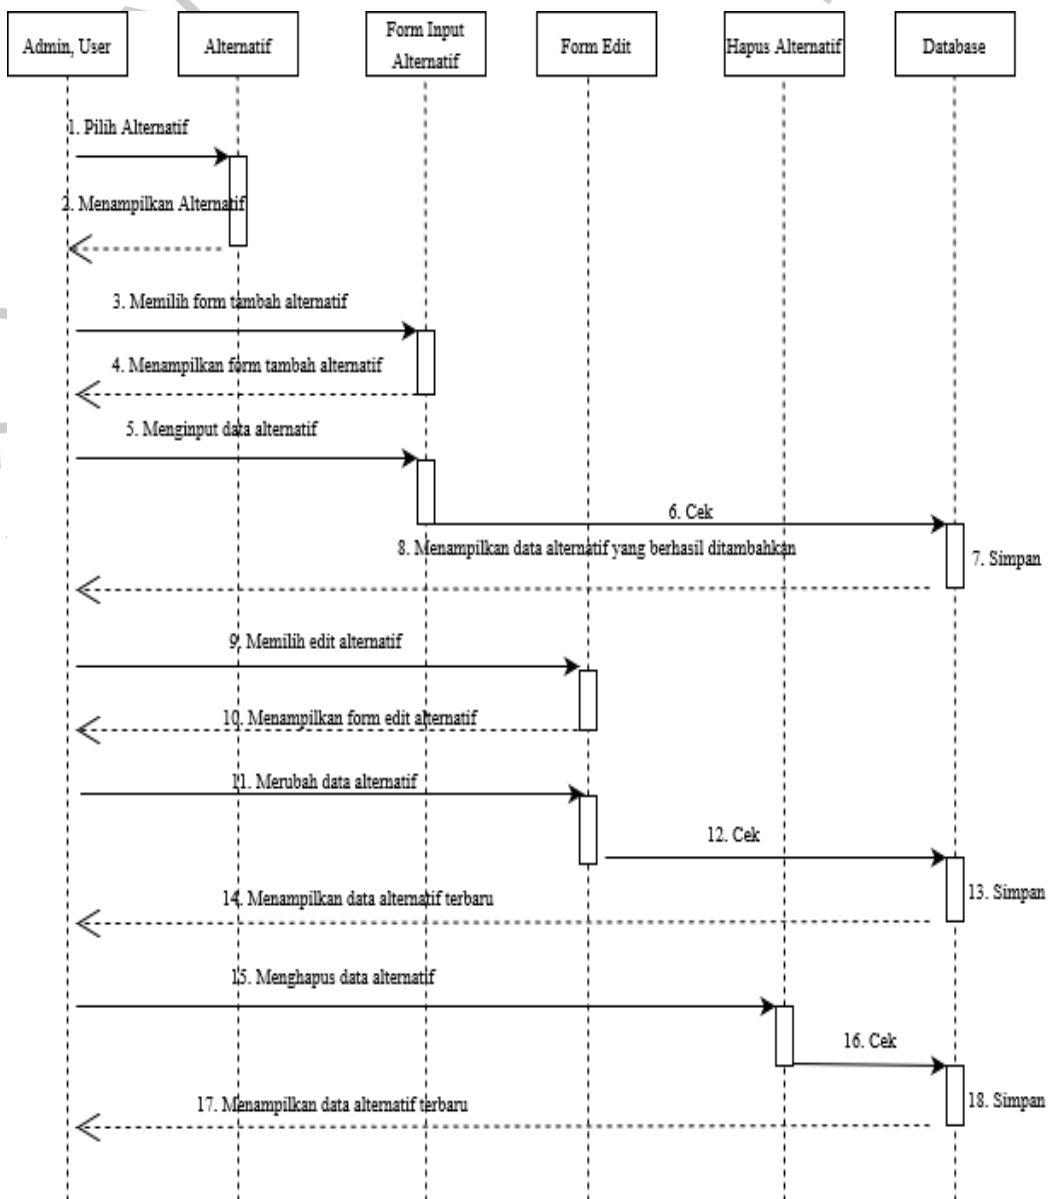 Admin, User
Alternatif
Form Input
Alternatif
Form Edit
Hapus Alternatif
Database
1. Pilih Alternatif
2. Menampilkan Alternatif
3. Memilih form tambah alternatif
4. Menampilkan form tambah alternatif
5. Menginput data alternatif
6. Cek
8. Menampilkan data alternatif yang berhasil ditambahkan
7. Simpan
9. Memilih edit alternatif
10. Menampilkan form edit alternatif
11. Merubah data alternatif
12. Cek
13. Simpan
14. Menampilkan data alternatif terbaru
15. Menghapus data alternatif
16. Cek
18. Simpan
17. Menampilkan data alternatif terbaru